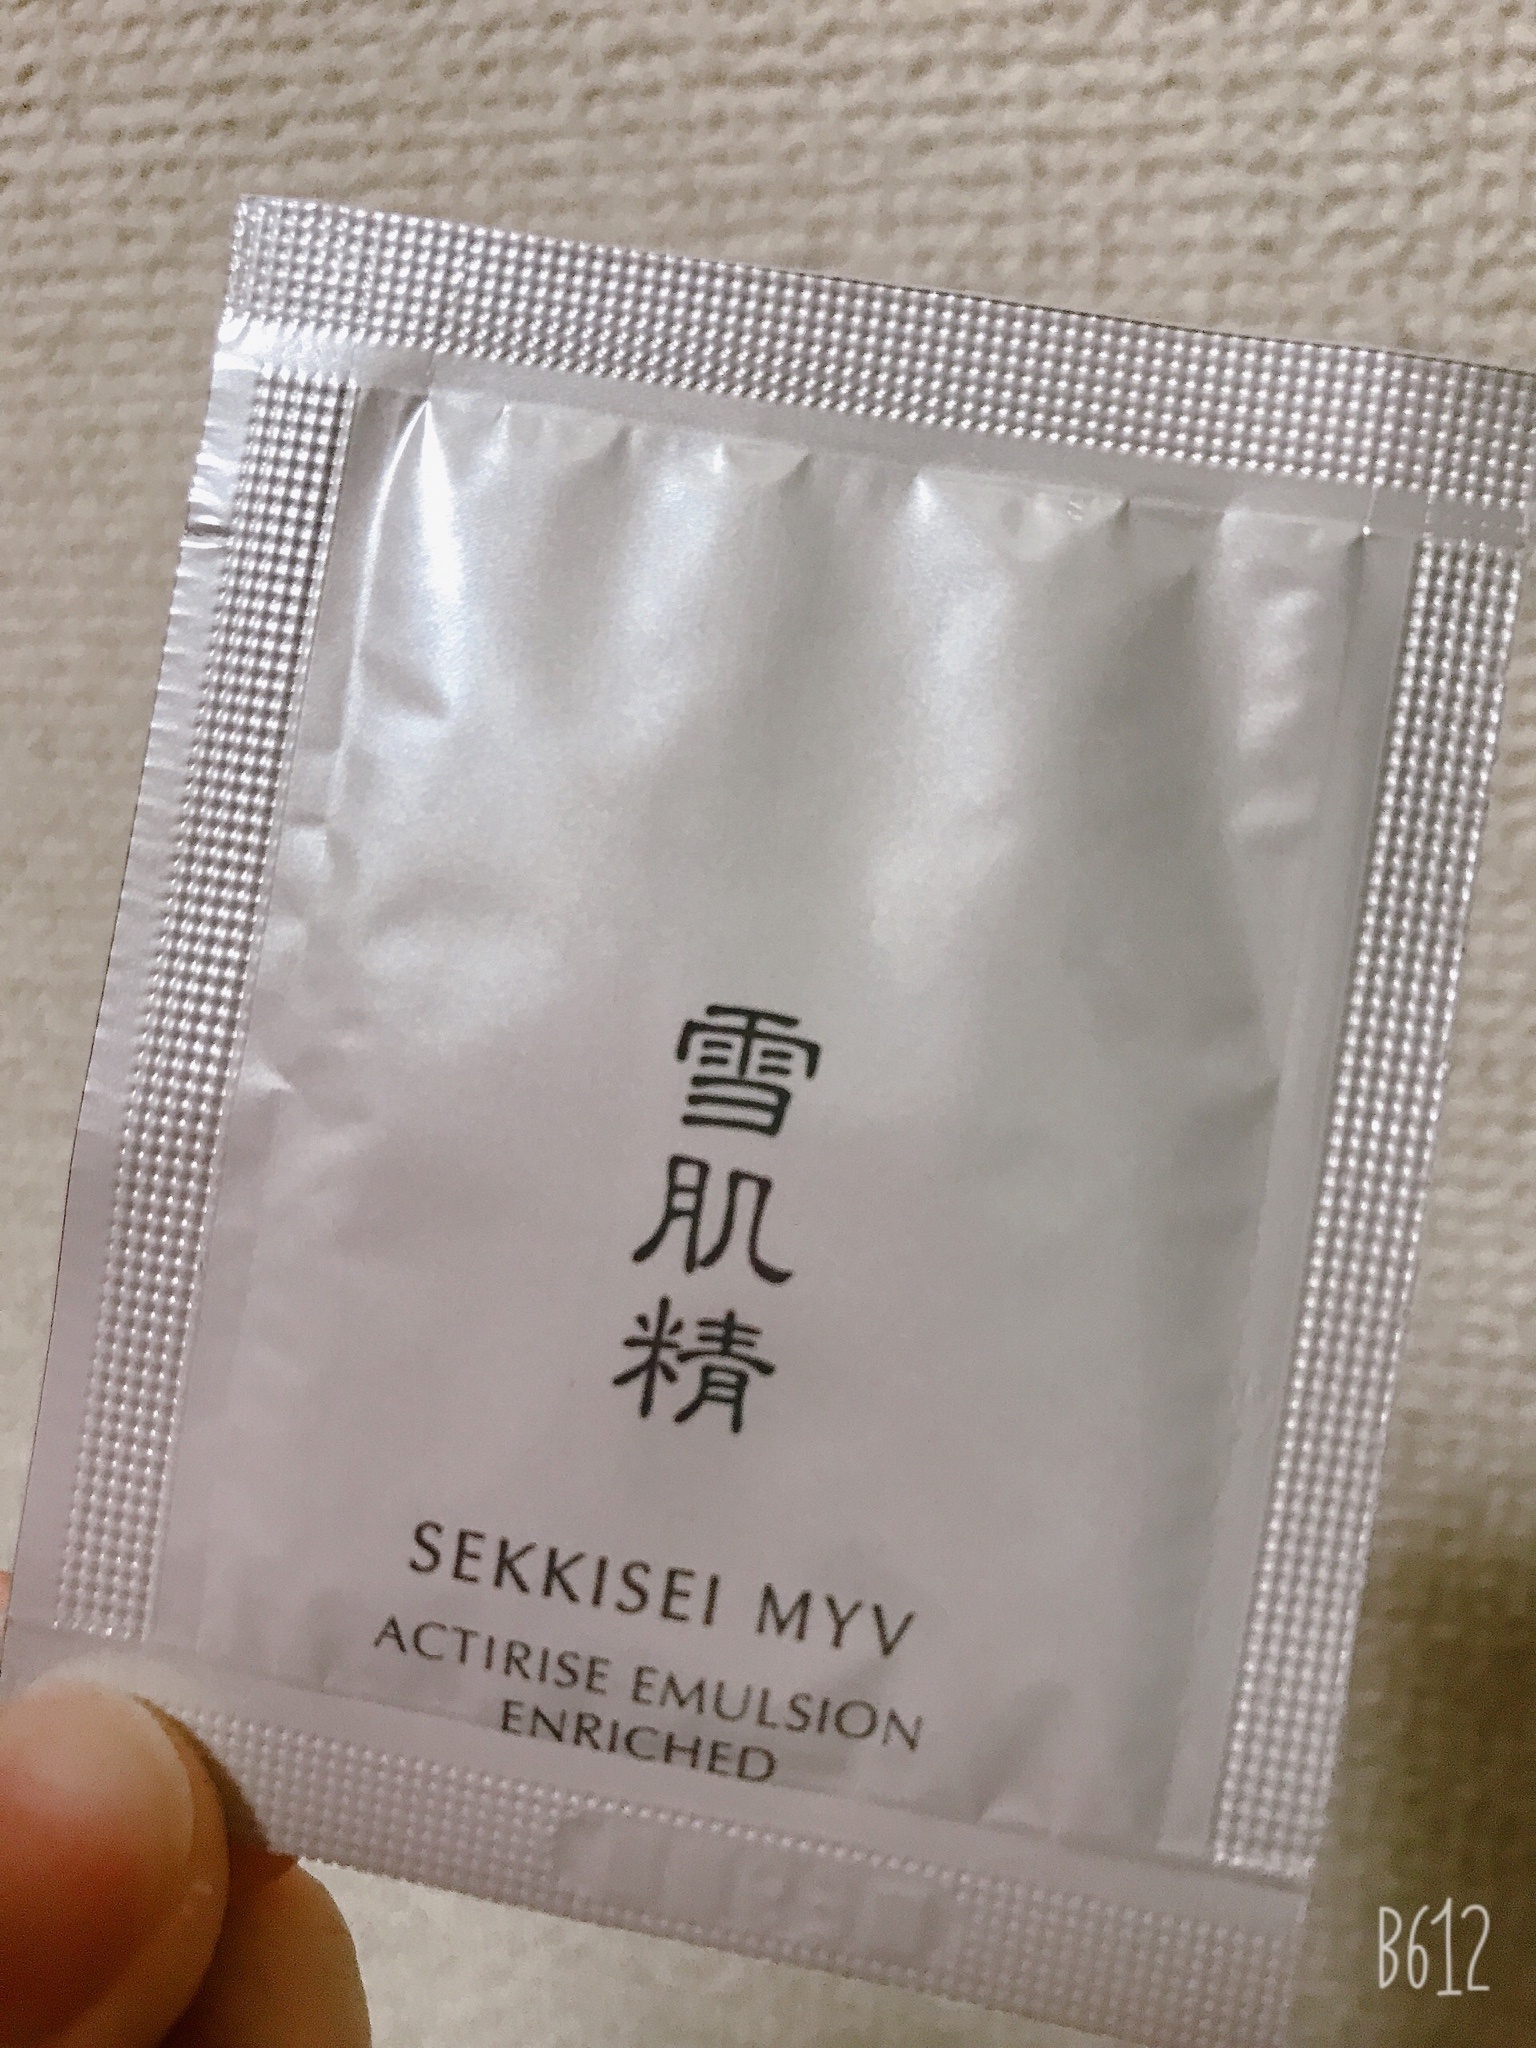 雪肌精
SEKKISEI MYV
ACTIRISE EMULSION
ENRICHED
B612